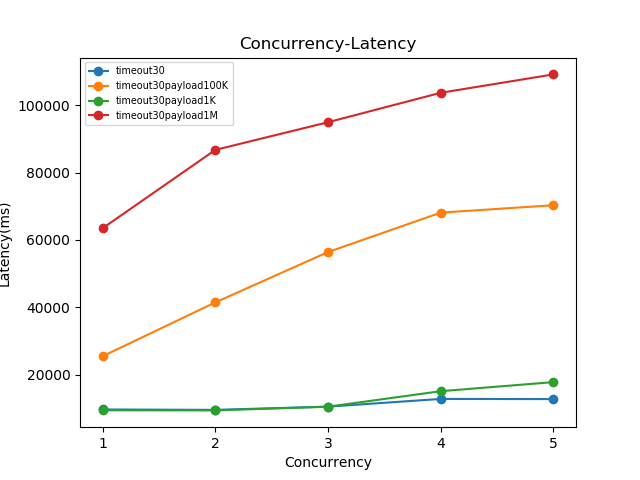 Concurrency-Latency
timeout30
timeout30payload100K
timeout30payload1K
timeout30payload1M
100000
80000
60000
40000
20000
Latency(ms)
1 2 3 4 5
Concurrency